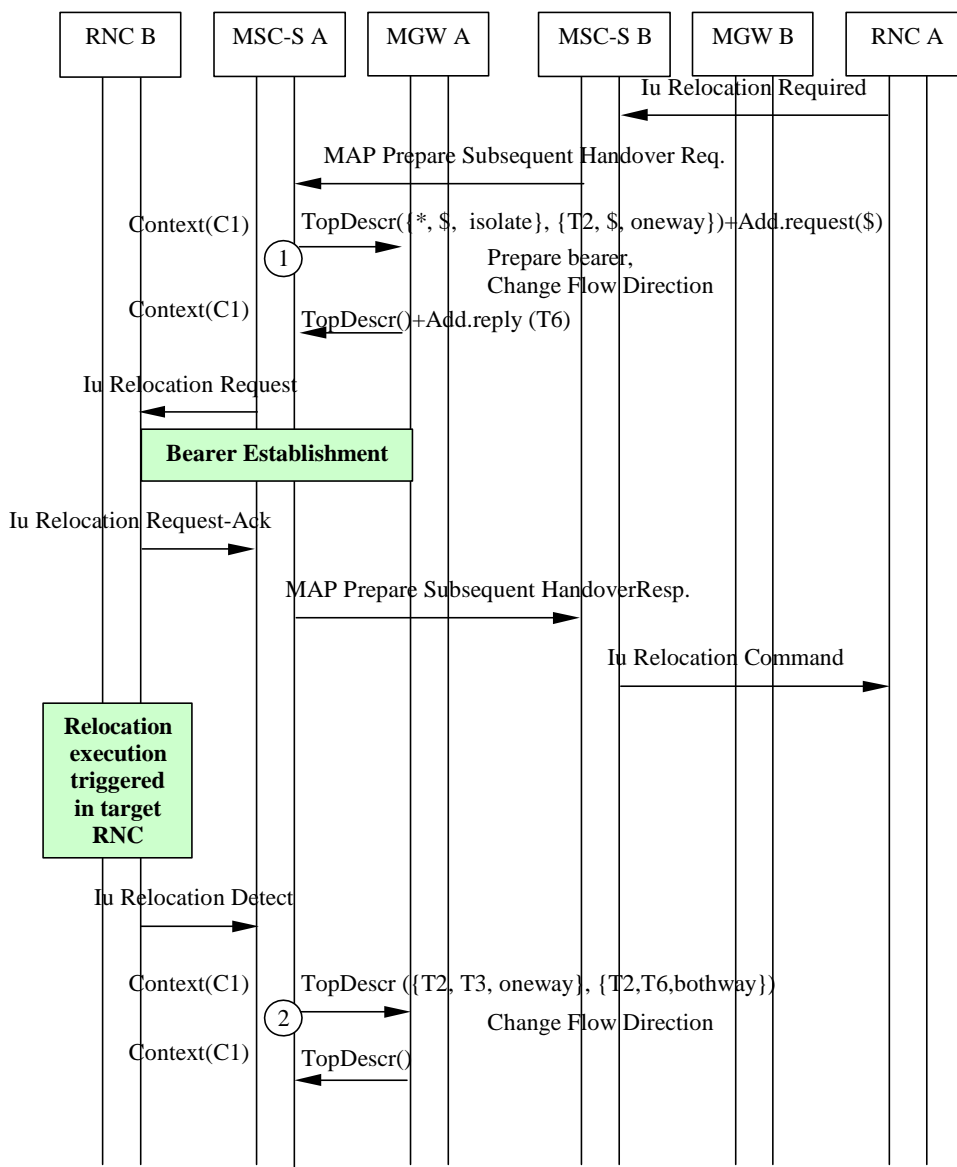 RNC B
MSC-S A
MGW A
MSC-S B
MGW B
RNC A
Iu Relocation Required
MAP Prepare Subsequent Handover Req.
Context(C1)
TopDescr({*, $, isolate}, {T2, $, oneway})+Add.request($)
1
Prepare bearer,
Change Flow Direction
Context(C1)
TopDescr()+Add.reply (T6)
Iu Relocation Request
Bearer Establishment
Iu Relocation Request-Ack
MAP Prepare Subsequent HandoverResp.
Iu Relocation Command
Relocation
execution
triggered
in target
RNC
Iu Relocation Detect
Context(C1)
TopDescr ({T2, T3, oneway}, {T2,T6,bothway})
2
Change Flow Direction
Context(C1)
TopDescr()